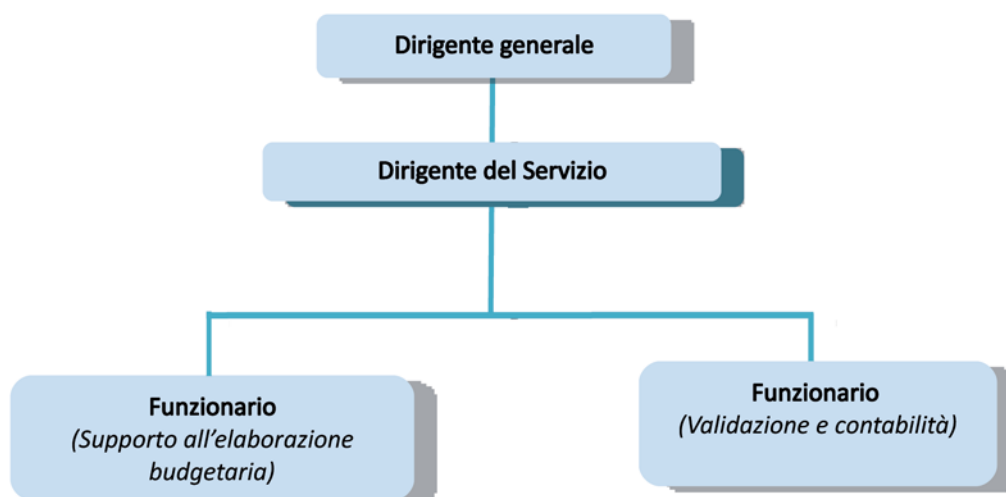 Dirigente generale
Dirigente del Servizio
Funzionario
(Supporto all’elaborazione
budgetaria)
Funzionario
(Validazione e contabilità)